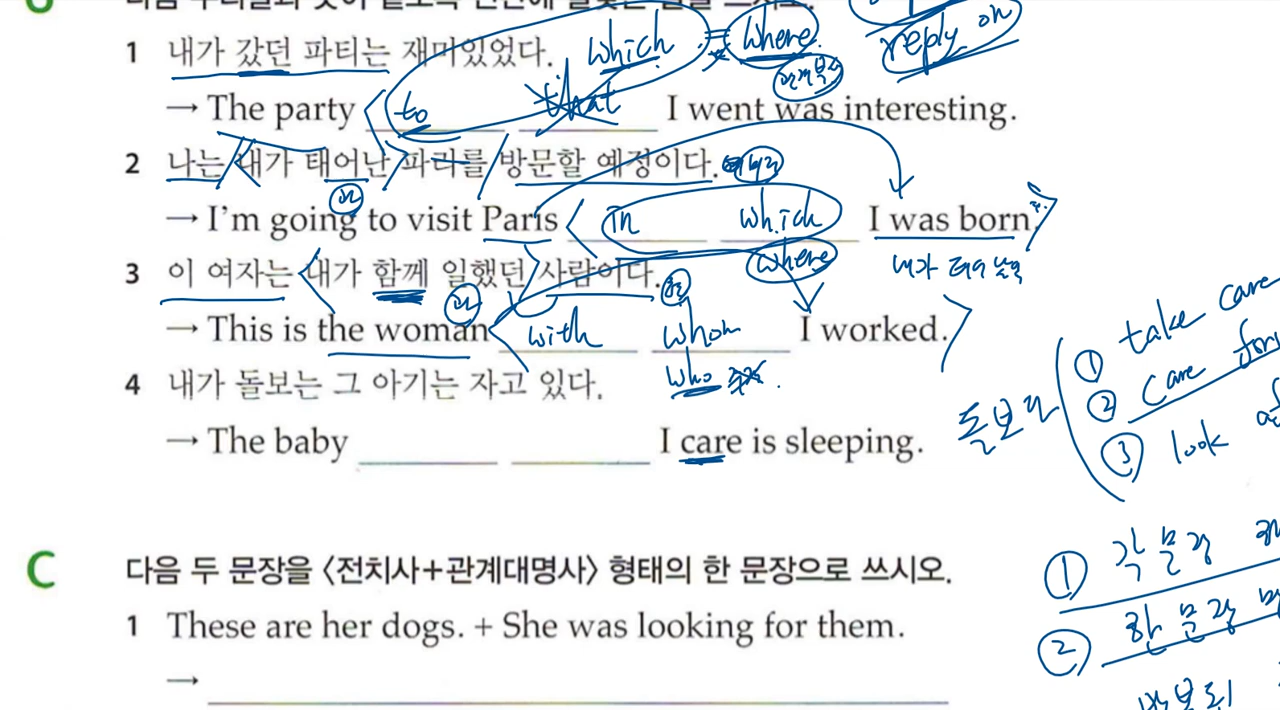 reply on
which = where
1 내가 갔던 파티는 재미있었다.
→ The party to that I went was interesting.
2 나는 내가 태어난 파리를 방문할 예정이다.
→ I'm going to visit Paris in which I was born.
where
내가
3 이 여자는 내가 함께 일했던 사람이다.
→ This is the woman with whom I worked.
who
4 내가 돌보는 그 아기는 자고 있다.
→ The baby I care is sleeping.
돌보다
① take care
② care for
③ look
C 다음 두 문장을 〈전치사+관계대명사〉 형태의 한 문장으로 쓰시오.
1 These are her dogs. + She was looking for them.
→
① 각 문장
② 한 문장